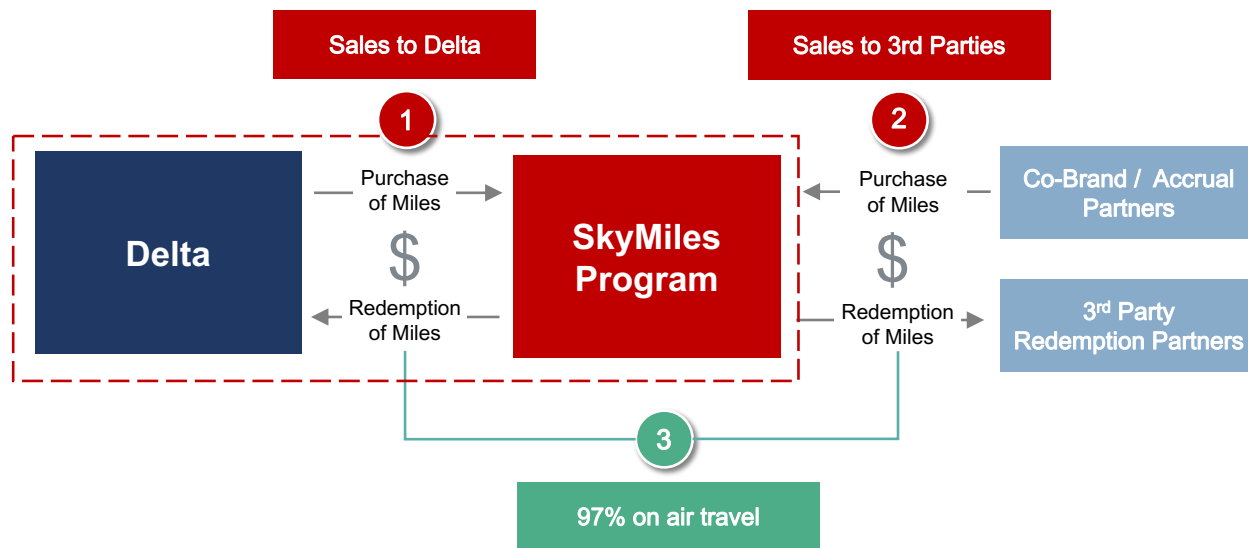 Sales to Delta
Sales to 3rd Parties
1
2
Delta
Purchase
of Miles
$
Redemption
of Miles
SkyMiles
Program
Purchase
of Miles
$
Redemption
of Miles
Co-Brand / Accrual
Partners
3rd Party
Redemption Partners
3
97% on air travel